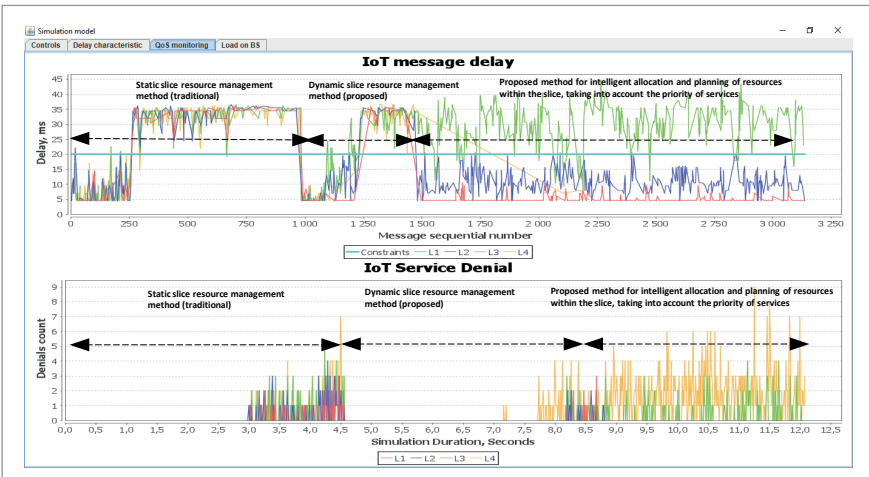 Simulation model
Controls Delay characteristic QoS monitoring Load on BS
IoT message delay
Static slice resource management
method (traditional)
Dynamic slice resource management
method (proposed)
Proposed method for intelligent allocation and planning of resources
within the slice, taking into account the priority of services
Delay, ms
45
40
35
30
25
20
15
10
5
0
0 250 500 750 1 000 1 250 1 500 1 750 2 000 2 250 2 500 2 750 3 000 3 250
Message sequential number
Constraints L1 L2 L3 L4
IoT Service Denial
Static slice resource management
method (traditional)
Dynamic slice resource management
method (proposed)
Proposed method for intelligent allocation and planning of resources
within the slice, taking into account the priority of services
Denials count
9
8
7
6
5
4
3
2
1
0
0,0 0,5 1,0 1,5 2,0 2,5 3,0 3,5 4,0 4,5 5,0 5,5 6,0 6,5 7,0 7,5 8,0 8,5 9,0 9,5 10,0 10,5 11,0 11,5 12,0 12,5
Simulation Duration, Seconds
L1 L2 L3 L4